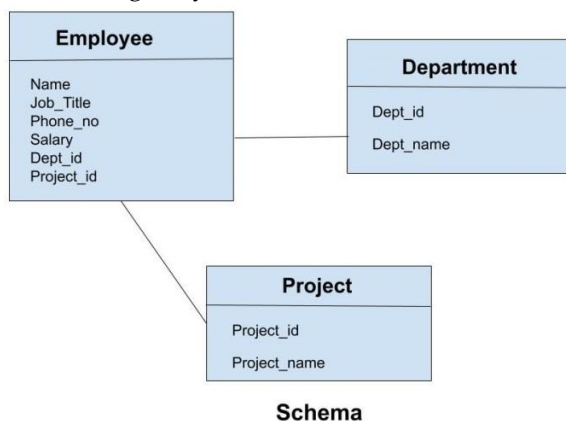 Employee
Name
Job_Title
Phone_no
Salary
Dept_id
Project_id
Department
Dept_id
Dept_name
Project
Project_id
Project_name
Schema